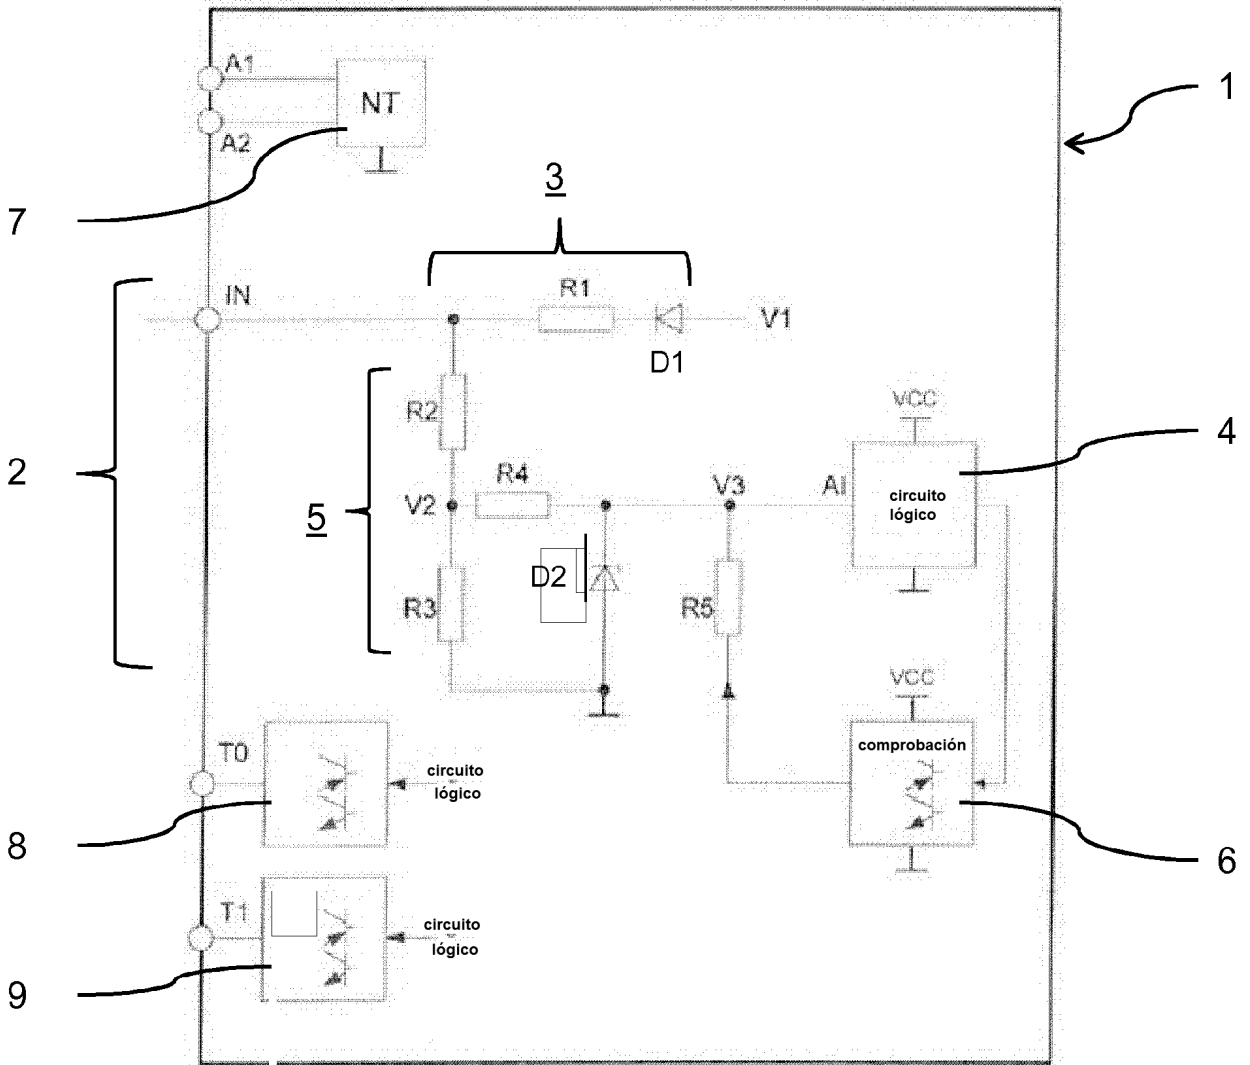 A1
NT
A2
1
3
7
IN
R1
V1
D1
2
R2
VCC
4
R4
V2
V3
AI
circuito
lógico
5
D2
R3
R5
VCC
comprobación
T0
circuito
lógico
8
6
T1
circuito
lógico
9